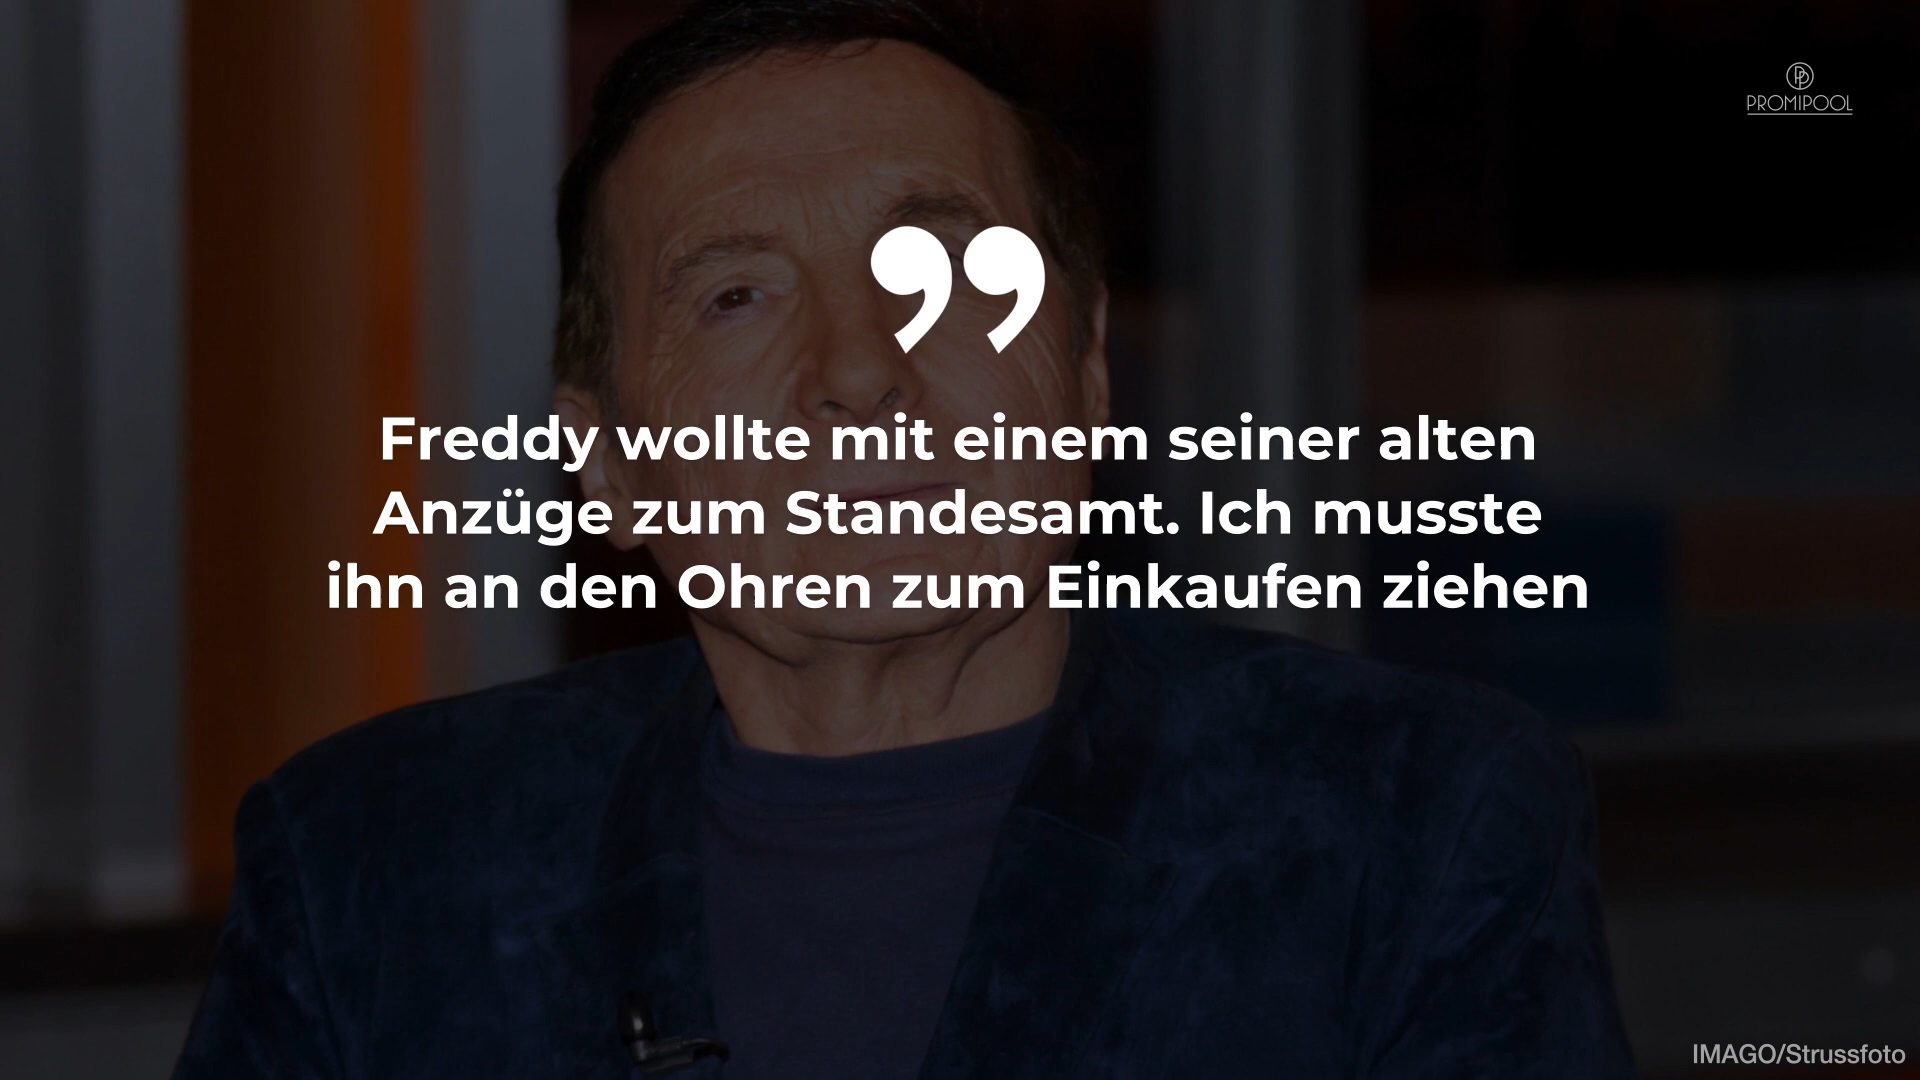 PROMIPOOL
”
Freddy wollte mit einem seiner alten
Anzüge zum Standesamt. Ich musste
ihn an den Ohren zum Einkaufen ziehen
IMAGO/Strussfoto